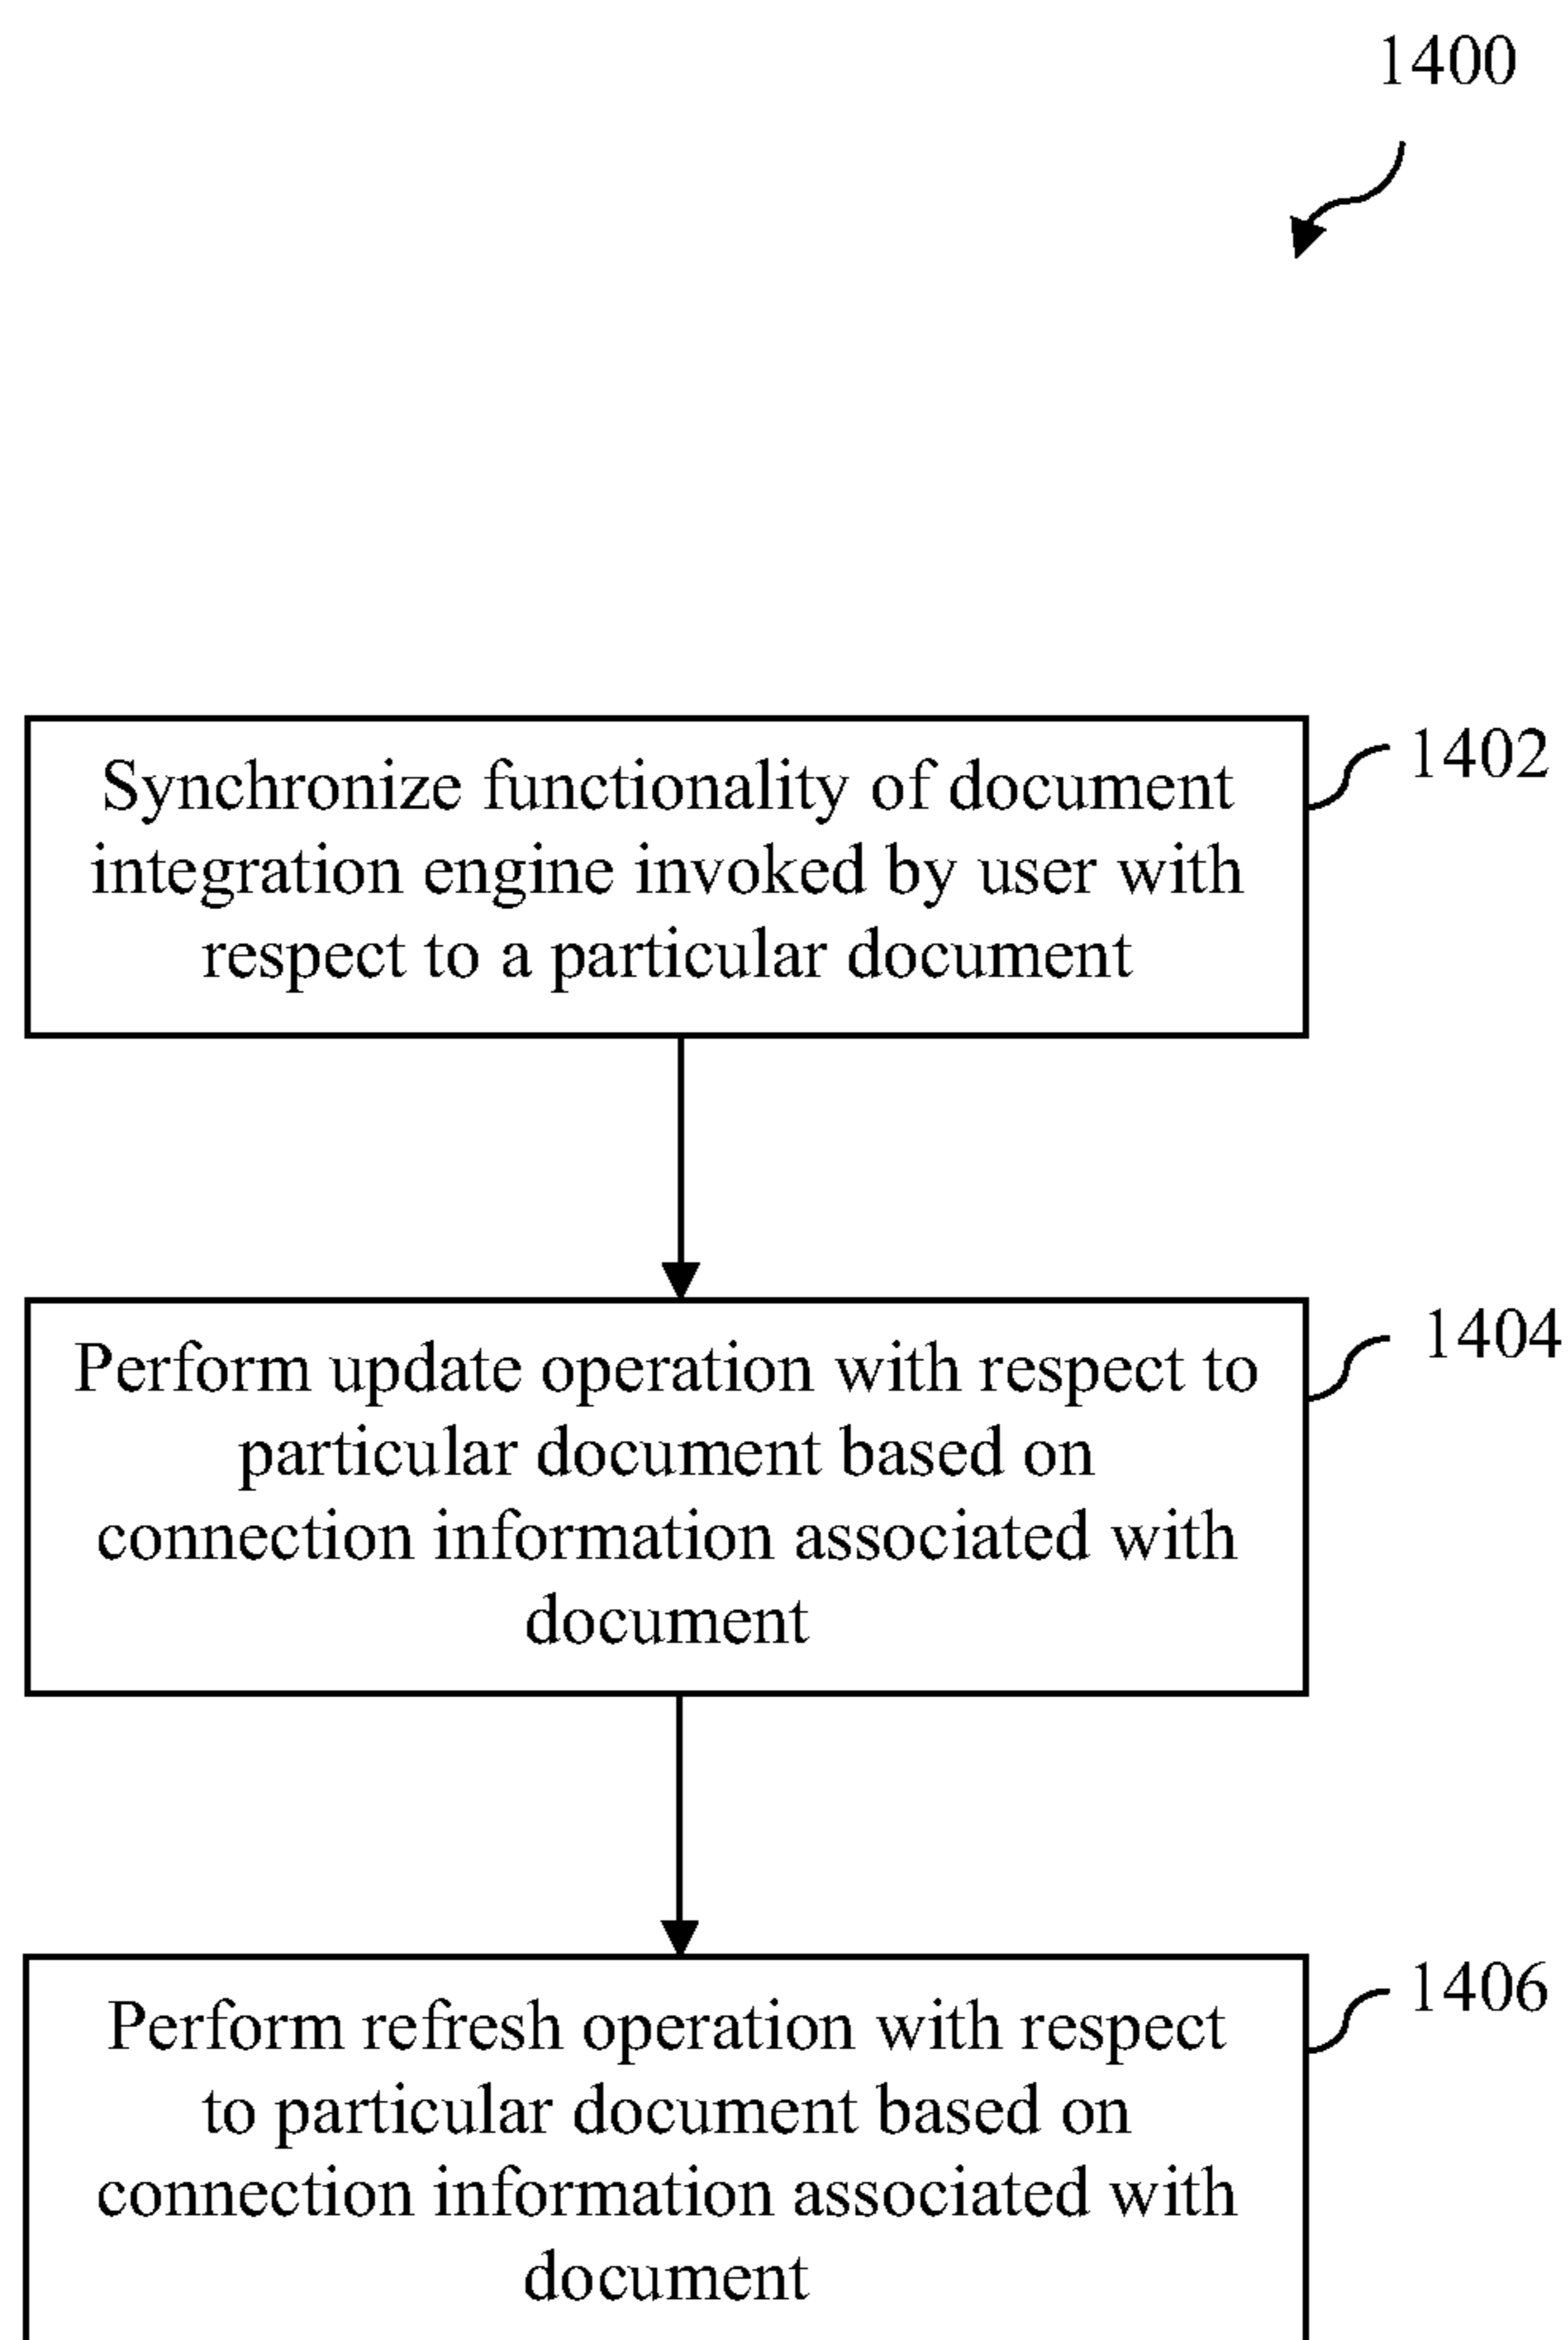 1400
Synchronize functionality of document
integration engine invoked by user with
respect to a particular document
1402
Perform update operation with respect to
particular document based on
connection information associated with
document
1404
Perform refresh operation with respect
to particular document based on
connection information associated with
document
1406